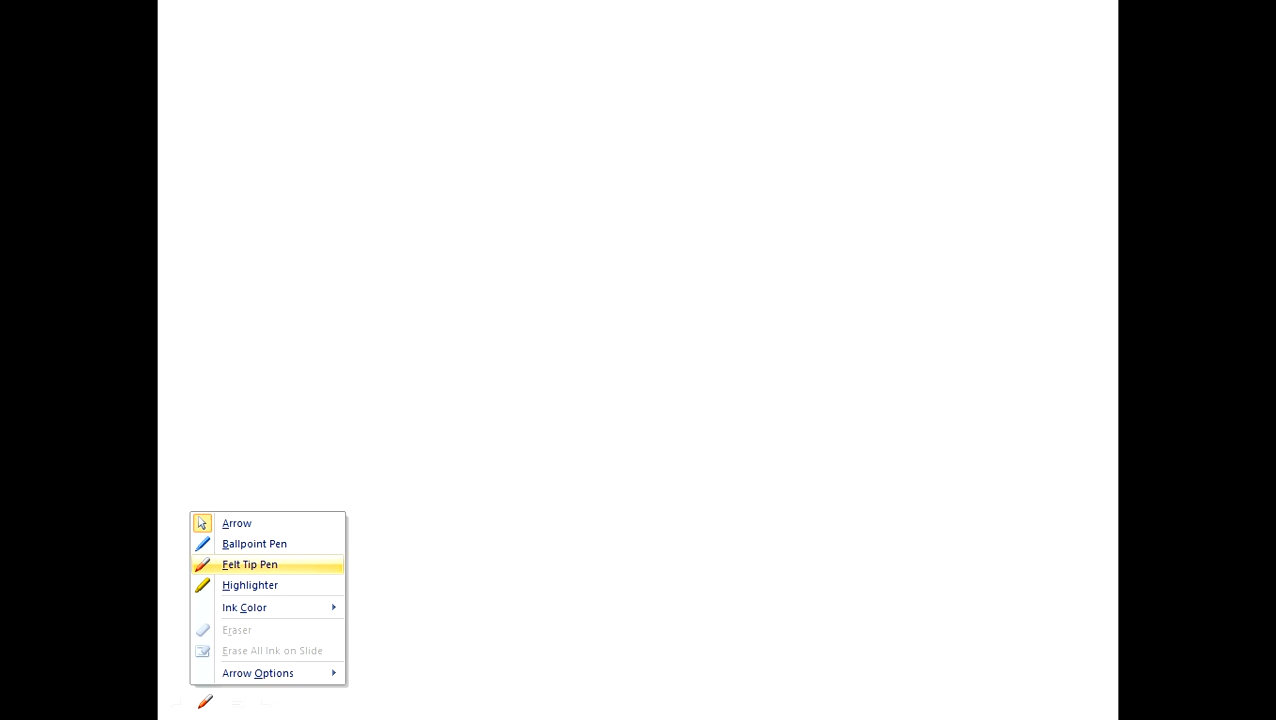 Arrow
Ballpoint Pen
Felt Tip Pen
Highlighter
Ink Color
Eraser
Erase All Ink on Slide
Arrow Options